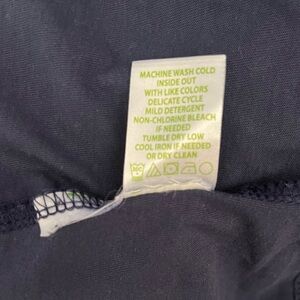 MACHINE WASH COLD
INSIDE OUT
WITH LIKE COLORS
DELICATE CYCLE
MILD DETERGENT
NON-CHLORINE BLEACH
IF NEEDED
TUMBLE DRY LOW
COOL IRON IF NEEDED
OR DRY CLEAN